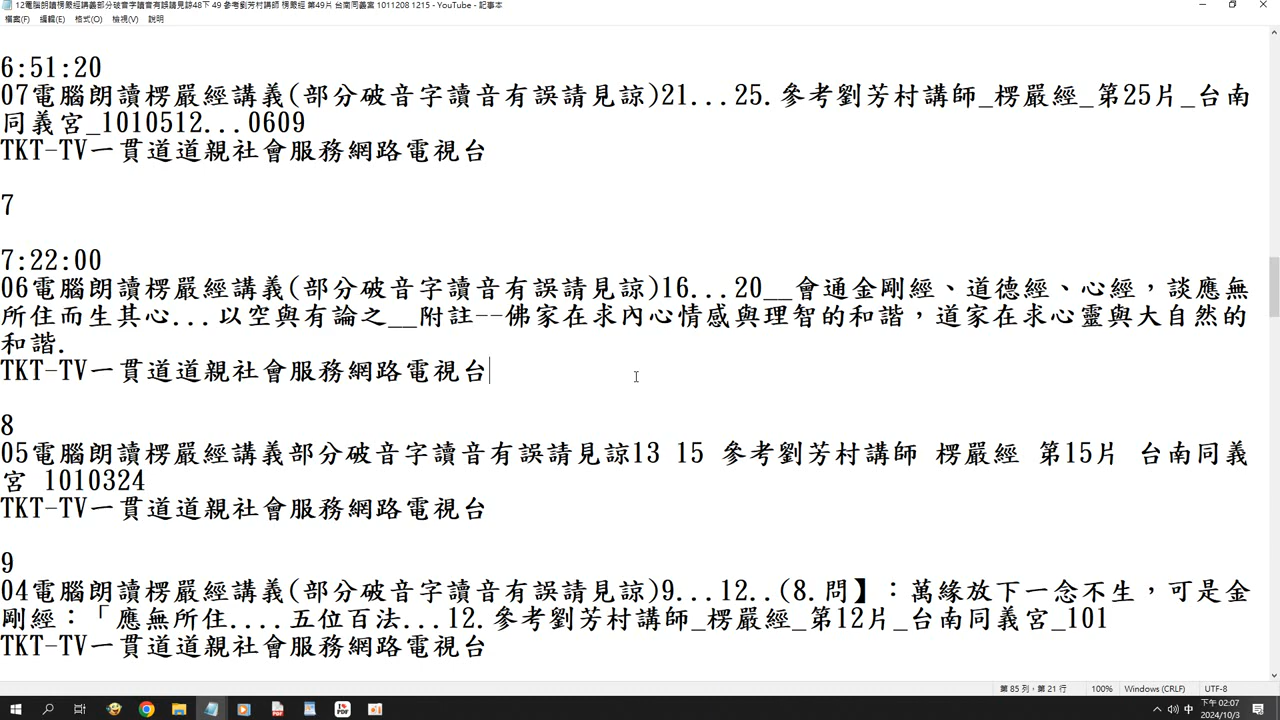 12電腦朗讀楞嚴經講義部分破音字讀音有誤請見諒48下 49 參考劉芳村講師 楞嚴經 第49片 台南同義宮 1011208 1215 - YouTube - 記事本
檔案(F) 編輯(E) 格式(O) 檢視(V) 說明
6:51:20
07電腦朗讀楞嚴經講義(部分破音字讀音有誤請見諒)21...25.參考劉芳村講師_楞嚴經_第25片_台南
同義宮_1010512...0609
TKT-TV一貫道道親社會服務網路電視台
7
7:22:00
06電腦朗讀楞嚴經講義(部分破音字讀音有誤請見諒)16...20__會通金剛經、道德經、心經，談應無
所住而生其心...以空與有論之__附註--佛家在求內心情感與理智的和諧，道家在求心靈與大自然的
和諧.
TKT-TV一貫道道親社會服務網路電視台
8
05電腦朗讀楞嚴經講義部分破音字讀音有誤請見諒13 15 參考劉芳村講師 楞嚴經 第15片 台南同義
宮 1010324
TKT-TV一貫道道親社會服務網路電視台
9
04電腦朗讀楞嚴經講義(部分破音字讀音有誤請見諒)9...12..(8.問】：萬緣放下一念不生，可是金
剛經：「應無所住....五位百法...12.參考劉芳村講師_楞嚴經_第12片_台南同義宮_101
TKT-TV一貫道道親社會服務網路電視台
第 85 列，第 21 行 100% Windows (CRLF) UTF-8
中 下午 02:07
2024/10/3